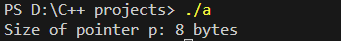 PS D:\C++ projects> ./a
Size of pointer p: 8 bytes